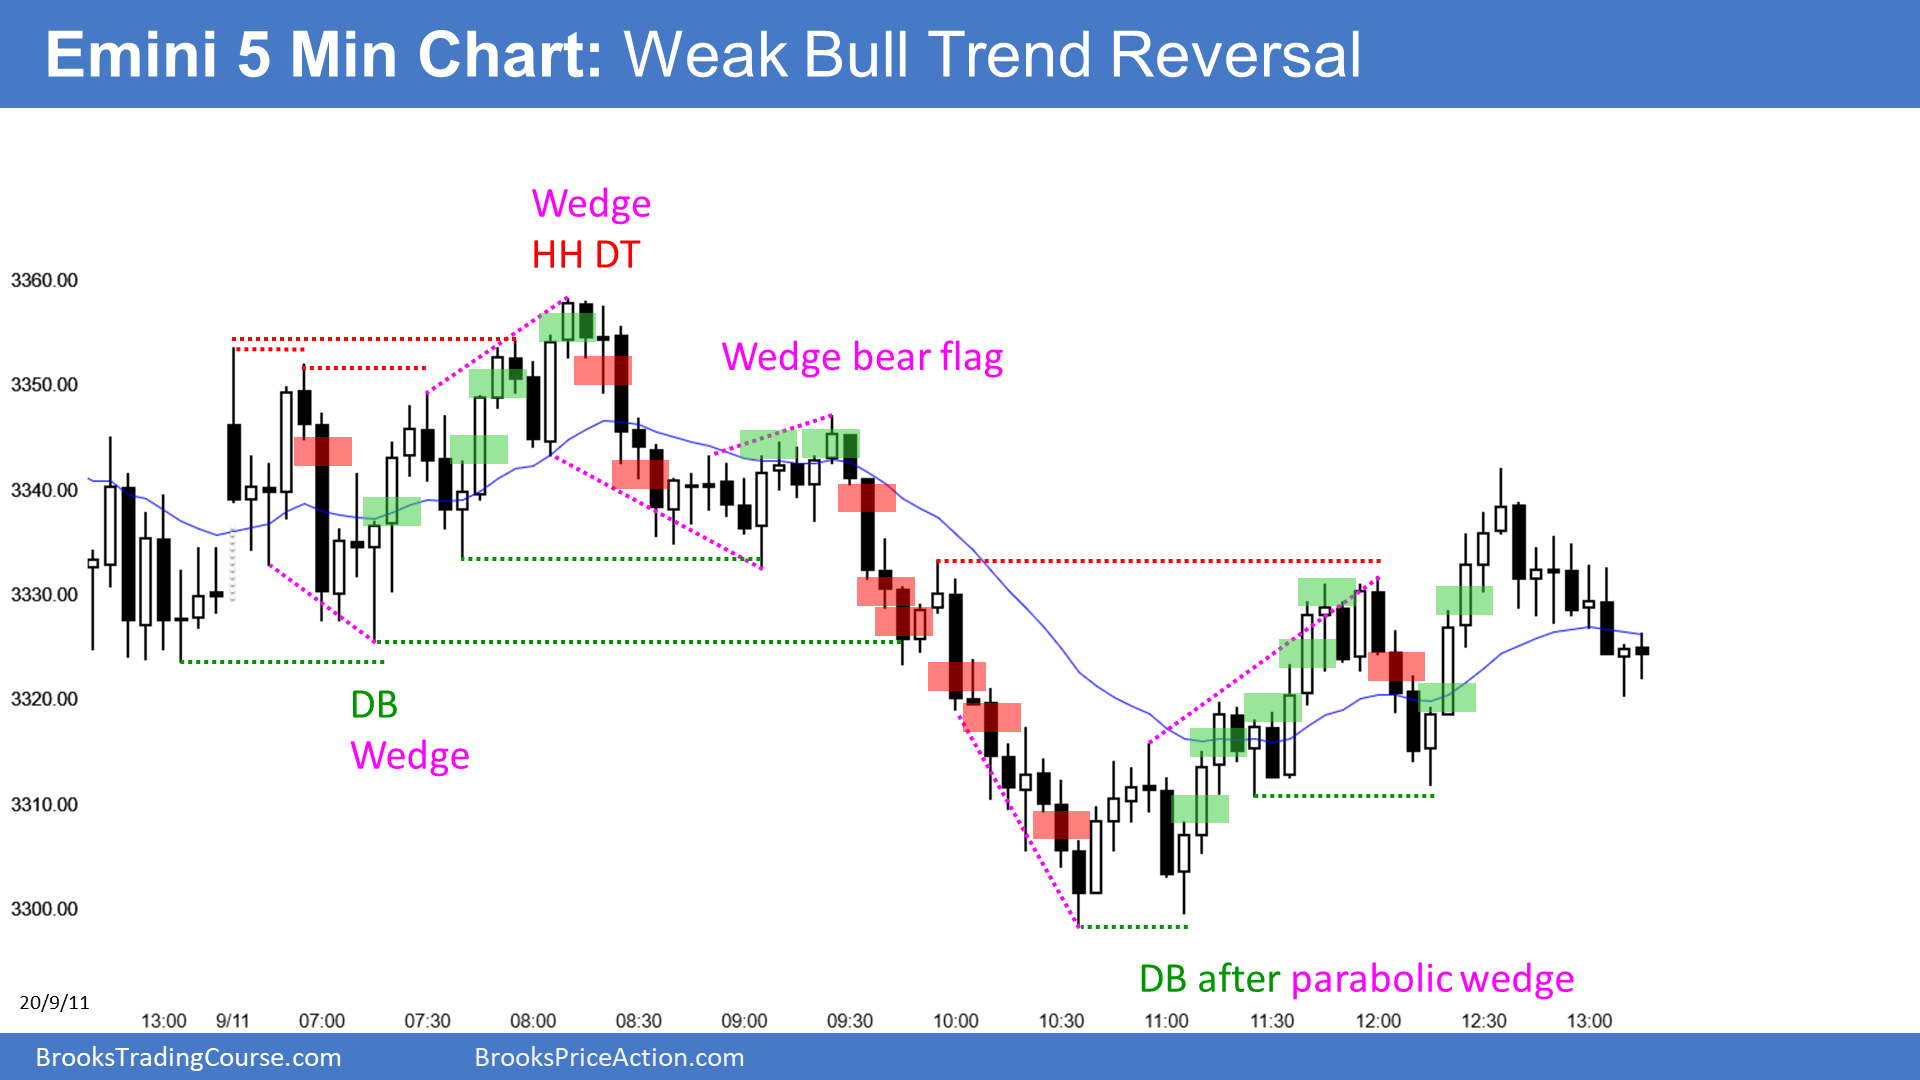 Emini 5 Min Chart: Weak Bull Trend Reversal
Wedge
HH DT
Wedge bear flag
3360.00
3350.00
3340.00
3330.00
3320.00
3310.00
3300.00
DB
Wedge
DB after parabolic wedge
20/9/11
13:00 9/11 07:00 07:30 08:00 08:30 09:00 09:30 10:00 10:30 11:00 11:30 12:00 12:30 13:00
BrooksTradingCourse.com BrooksPriceAction.com